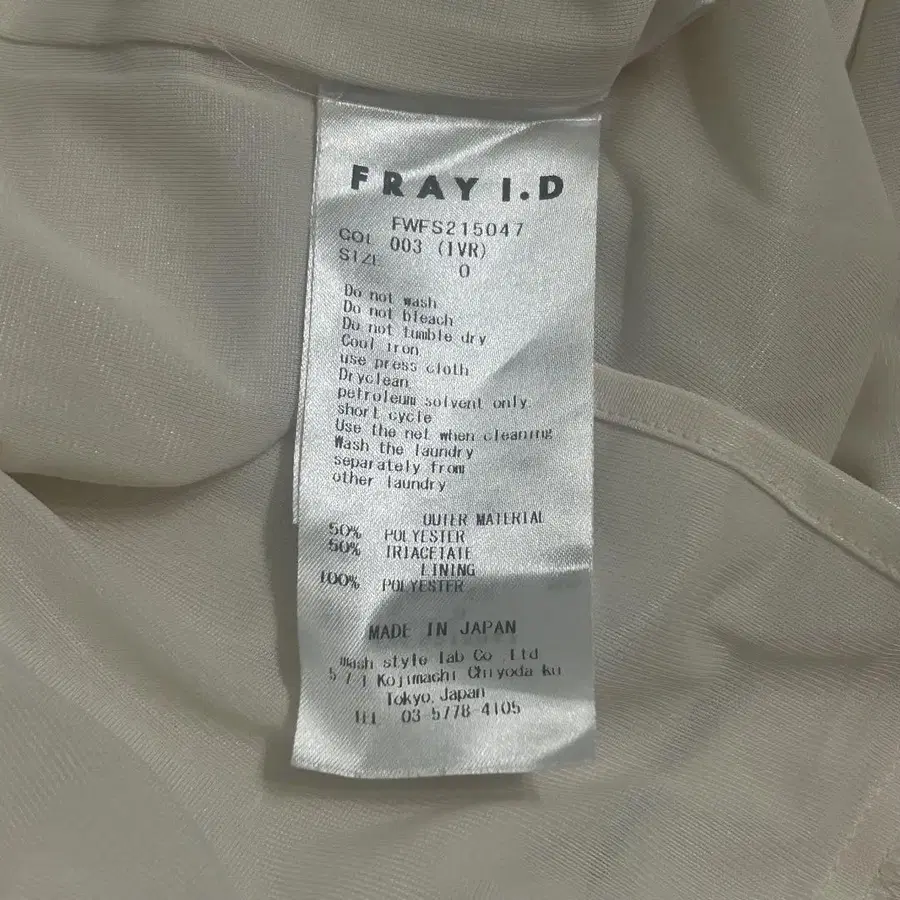 FRAY I.D
FWFS215047
COL 003 (IVR)
SIZE 0
Do not wash
Do not bleach
Do not tumble dry
Cool iron
use press cloth
Dryclean
petroleum solvent only.
short cycle
Use the net when cleaning
Wash the laundry
separately from
other laundry
OUTER MATERIAL
50% POLYESTER
50% TRIACETATE
LINING
100% POLYESTER
MADE IN JAPAN
mash style lab Co.,Ltd
5 7 1 Kojimachi Chiyoda ku
Tokyo,Japan
TEL 03-5778-4105